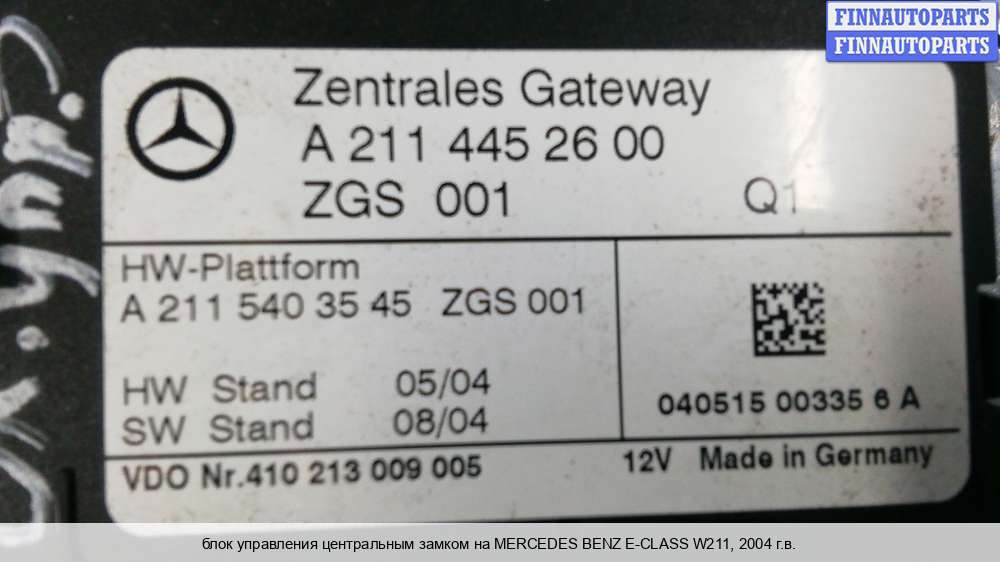 FINNAUTOPARTS
FINNAUTOPARTS
Zentrales Gateway
A 211 445 26 00
ZGS 001 Q1
HW-Plattform
A 211 540 35 45 ZGS 001
HW Stand 05/04
SW Stand 08/04
040515 00335 6 A
VDO Nr.410 213 009 005
12V Made in Germany
блок управления центральным замком на MERCEDES BENZ E-CLASS W211, 2004 г.в.